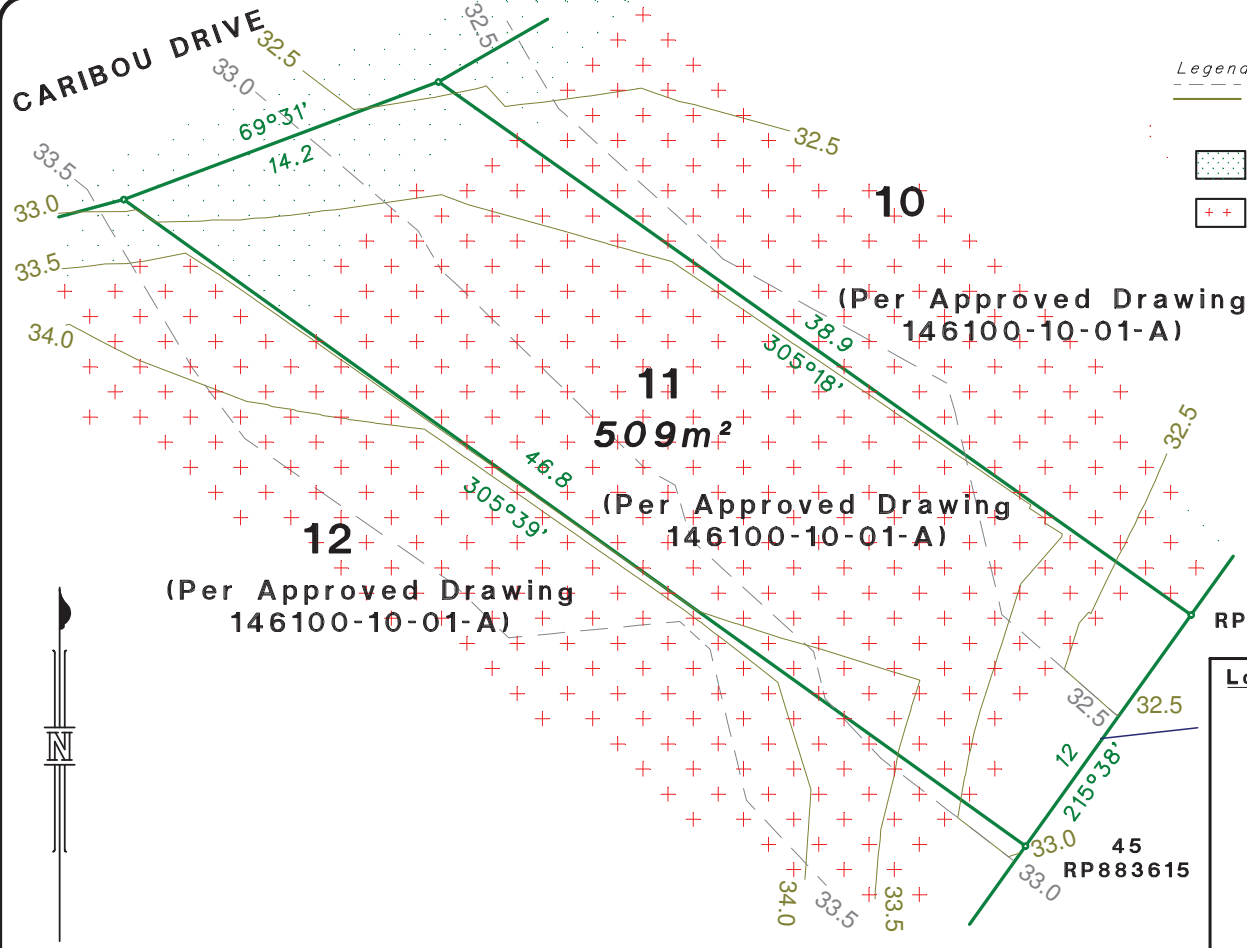 CARIBOU DRIVE
32.5
32.5
33.0
Legend
69°31'
14.2
32.5
33.5
33.0
10
33.5
(Per Approved Drawing
146100-10-01-A)
34.0
38.9
305°18'
11
509m²
32.5
46.8
305°39'
(Per Approved Drawing
146100-10-01-A)
12
(Per Approved Drawing
146100-10-01-A)
RP
Lo
N
32.5
32.5
12
215°38'
33.0
45
RP883615
33.0
34.0
33.5
33.5